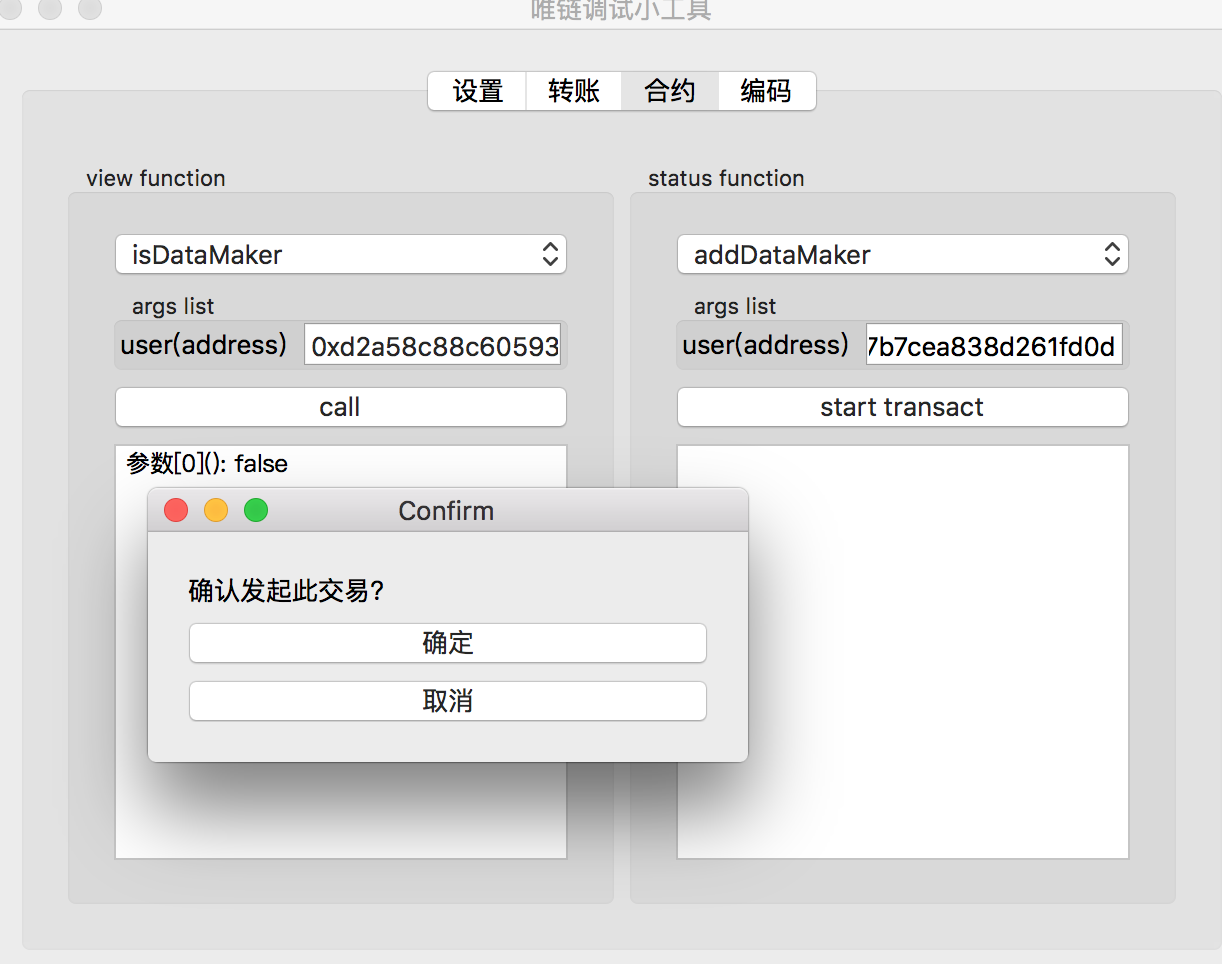 唯链调试小工具
设置 转账 合约 编码
view function
isDataMaker
args list
user(address) 0xd2a58c88c60593
call
参数[0](): false
status function
addDataMaker
args list
user(address) 7b7cea838d261fd0d
start transact
Confirm
确认发起此交易?
确定
取消